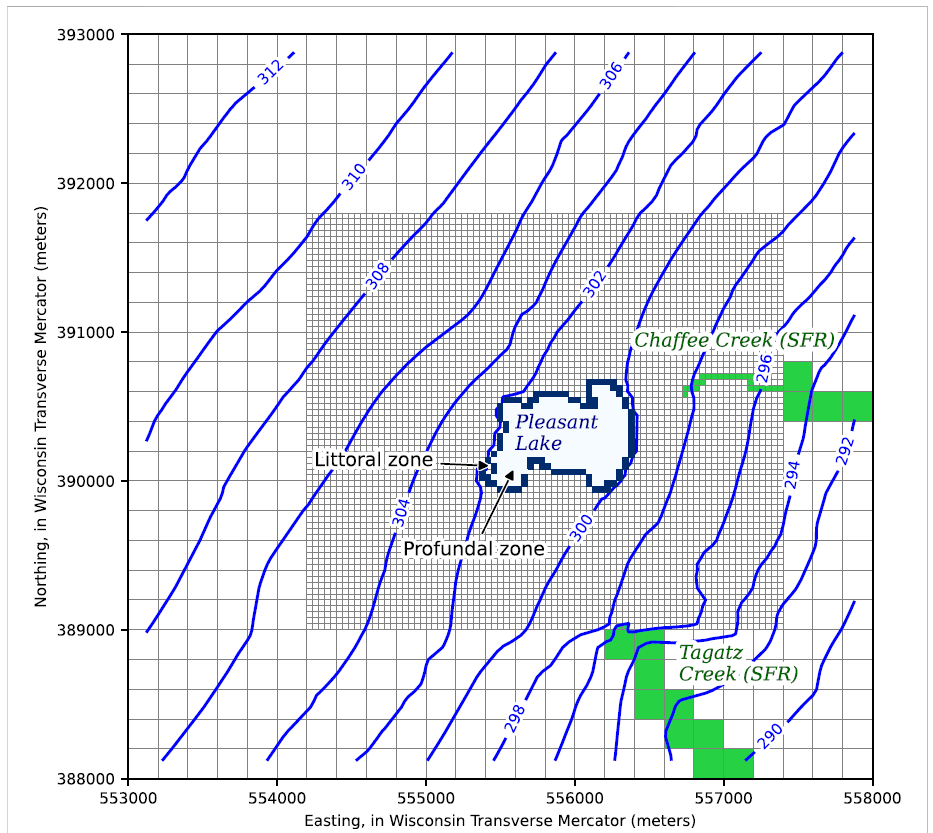 393000
392000
391000
390000
389000
388000
Northing, in Wisconsin Transverse Mercator (meters)
312
310
308
306
304
302
300
298
296
294
292
290
Chaffee Creek (SFR)
Pleasant
Lake
Littoral zone
Profundal zone
Tagatz
Creek (SFR)
553000
554000
555000
556000
557000
558000
Easting, in Wisconsin Transverse Mercator (meters)